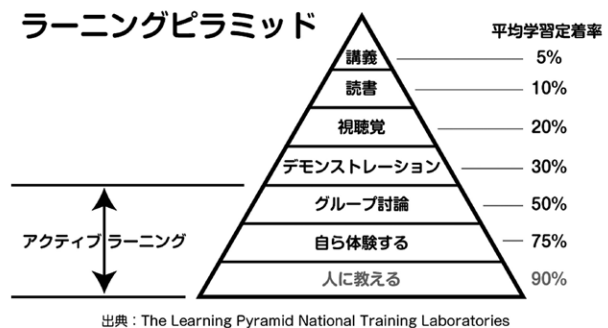 ラーニングピラミッド
平均学習定着率
講義 5%
読書 10%
視聴覚 20%
デモンストレーション 30%
グループ討論 50%
アクティブ ラーニング
自ら体験する 75%
人に教える 90%
出典：The Learning Pyramid National Training Laboratories